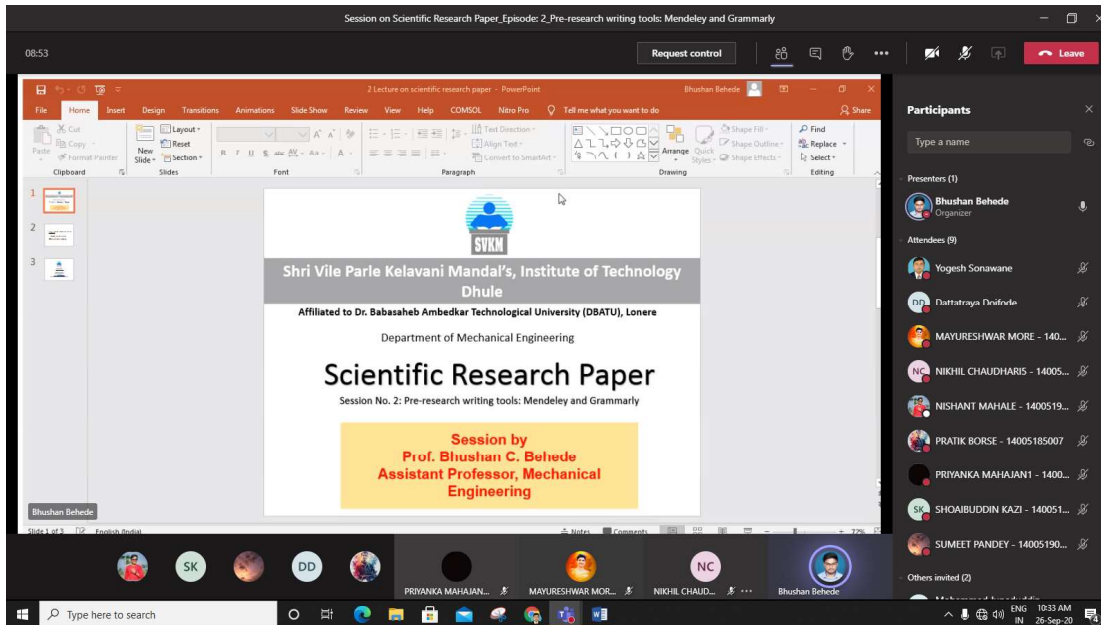 Session on Scientific Research Paper_Episode: 2_Pre-research writing tools: Mendeley and Grammarly
08:53
Request control
Leave
2 Lecture on scientific research paper - PowerPoint
Bhushan Behede
File Home Insert Design Transitions Animations Slide Show Review View Help COMSOL Nitro Pro Tell me what you want to do Share
Paste
Cut
Copy
Format Painter
Clipboard
New Slide
Layout
Reset
Section
Slides
Font
Text Direction
Align Text
Convert to SmartArt
Paragraph
Arrange
Quick Styles
Shape Fill
Shape Outline
Shape Effects
Drawing
Find
Replace
Select
Editing
1
2
3
SVKM
Shri Vile Parle Kelavani Mandal's, Institute of Technology
Dhule
Affiliated to Dr. Babasaheb Ambedkar Technological University (DBATU), Lonere
Department of Mechanical Engineering
Scientific Research Paper
Session No. 2: Pre-research writing tools: Mendeley and Grammarly
Session by
Prof. Bhushan C. Behede
Assistant Professor, Mechanical
Engineering
Bhushan Behede
Slide 1 of 3 English (India) Notes Comments 72%
Participants
Type a name
Presenters (1)
Bhushan Behede
Organizer
Attendees (9)
Yogesh Sonawane
DD Dattatraya Doifode
MAYURESHWAR MORE - 140...
NC NIKHIL CHAUDHARI5 - 14005...
NISHANT MAHALE - 1400519...
PRATIK BORSE - 14005185007
PRIYANKA MAHAJAN1 - 1400...
SK SHOAIBUDDIN KAZI - 140051...
SUMEET PANDEY - 14005190...
Others invited (2)
SK
DD
NC
PRIYANKA MAHAJAN...
MAYURESHWAR MOR...
NIKHIL CHAUD...
Bhushan Behede
Type here to search
ENG
IN
10:33 AM
26-Sep-20
4